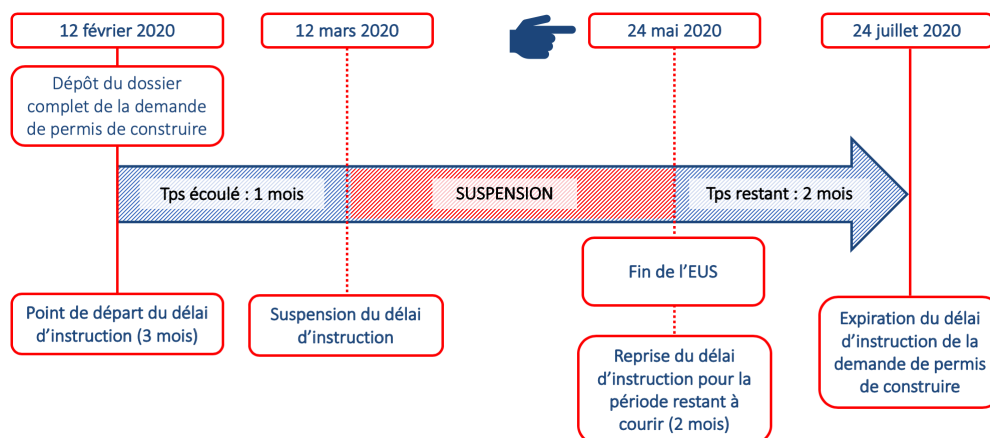 12 février 2020
12 mars 2020
24 mai 2020
24 juillet 2020
Dépôt du dossier
complet de la demande
de permis de construire
Tps écoulé : 1 mois
SUSPENSION
Tps restant : 2 mois
Fin de l’EUS
Point de départ du délai
d’instruction (3 mois)
Suspension du délai
d’instruction
Reprise du délai
d’instruction pour la
période restant à
courir (2 mois)
Expiration du délai
d’instruction de la
demande de permis
de construire